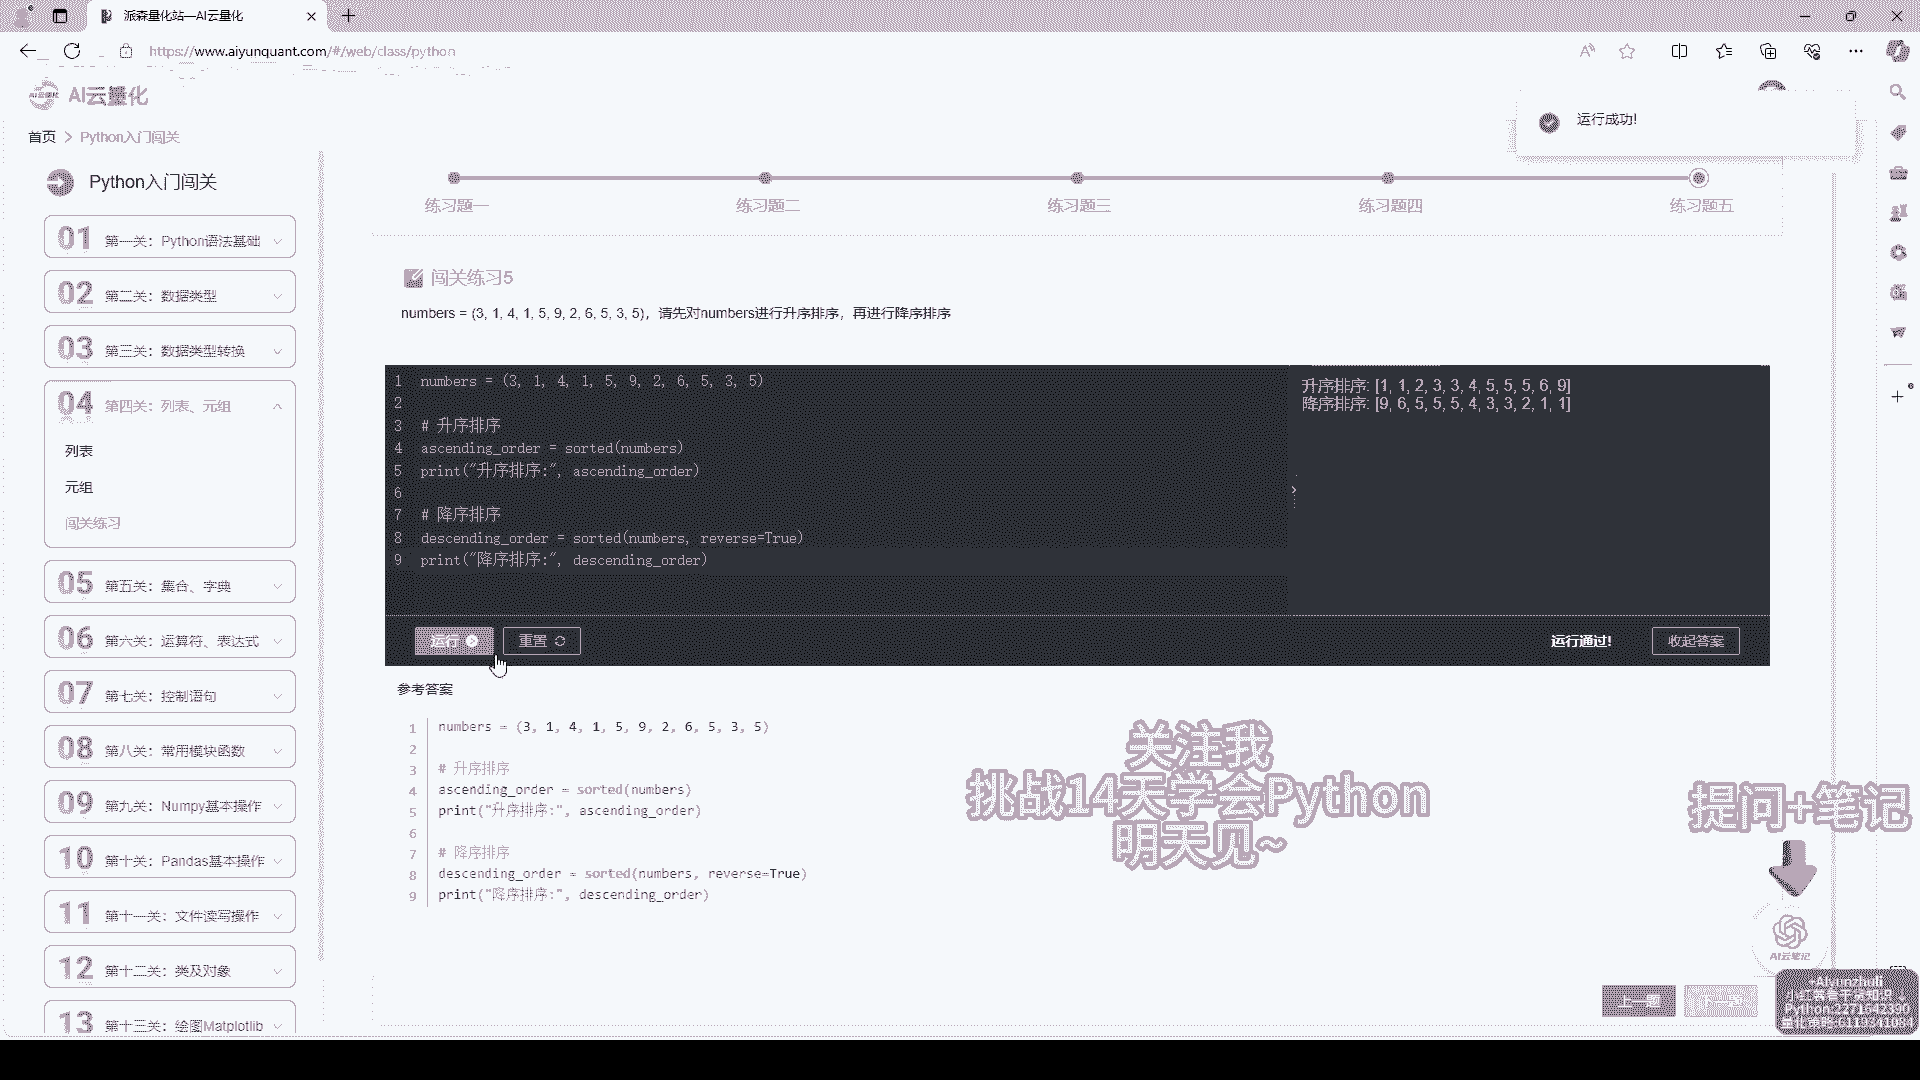 派森量化站—AI云量化
https://www.aiyunquant.com/#/web/class/python
AI云量化
首页 > Python入门闯关
运行成功!
Python入门闯关
01 第一关：Python语法基础
02 第二关：数据类型
03 第三关：数据类型转换
04 第四关：列表、元组
列表
元组
闯关练习
05 第五关：集合、字典
06 第六关：运算符、表达式
07 第七关：控制语句
08 第八关：常用模块函数
09 第九关：Numpy基本操作
10 第十关：Pandas基本操作
11 第十一关：文件读写操作
12 第十二关：类及对象
13 第十三关：绘图Matplotlib
练习题一 练习题二 练习题三 练习题四 练习题五
闯关练习5
numbers = (3, 1, 4, 1, 5, 9, 2, 6, 5, 3, 5)，请先对numbers进行升序排序，再进行降序排序
1 numbers = (3, 1, 4, 1, 5, 9, 2, 6, 5, 3, 5)
2
3 # 升序排序
4 ascending_order = sorted(numbers)
5 print("升序排序:", ascending_order)
6
7 # 降序排序
8 descending_order = sorted(numbers, reverse=True)
9 print("降序排序:", descending_order)
升序排序: [1, 1, 2, 3, 3, 4, 5, 5, 5, 6, 9]
降序排序: [9, 6, 5, 5, 5, 4, 3, 3, 2, 1, 1]
运行 重置 运行通过! 收起答案
参考答案
1 numbers = (3, 1, 4, 1, 5, 9, 2, 6, 5, 3, 5)
2
3 # 升序排序
4 ascending_order = sorted(numbers)
5 print("升序排序:", ascending_order)
6
7 # 降序排序
8 descending_order = sorted(numbers, reverse=True)
9 print("降序排序:", descending_order)
关注我
挑战14天学会Python
明天见~
提问+笔记
AI云笔记
上一题 下一题